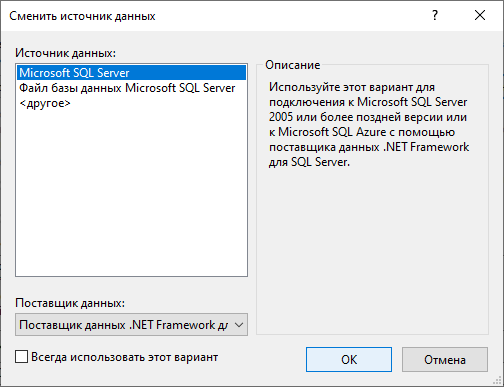 Сменить источник данных
?
Источник данных:
Microsoft SQL Server
Файл базы данных Microsoft SQL Server
<другое>
Описание
Используйте этот вариант для
подключения к Microsoft SQL Server
2005 или более поздней версии или
к Microsoft SQL Azure с помощью
поставщика данных .NET Framework
для SQL Server.
Поставщик данных:
Поставщик данных .NET Framework дл
Всегда использовать этот вариант
OK
Отмена